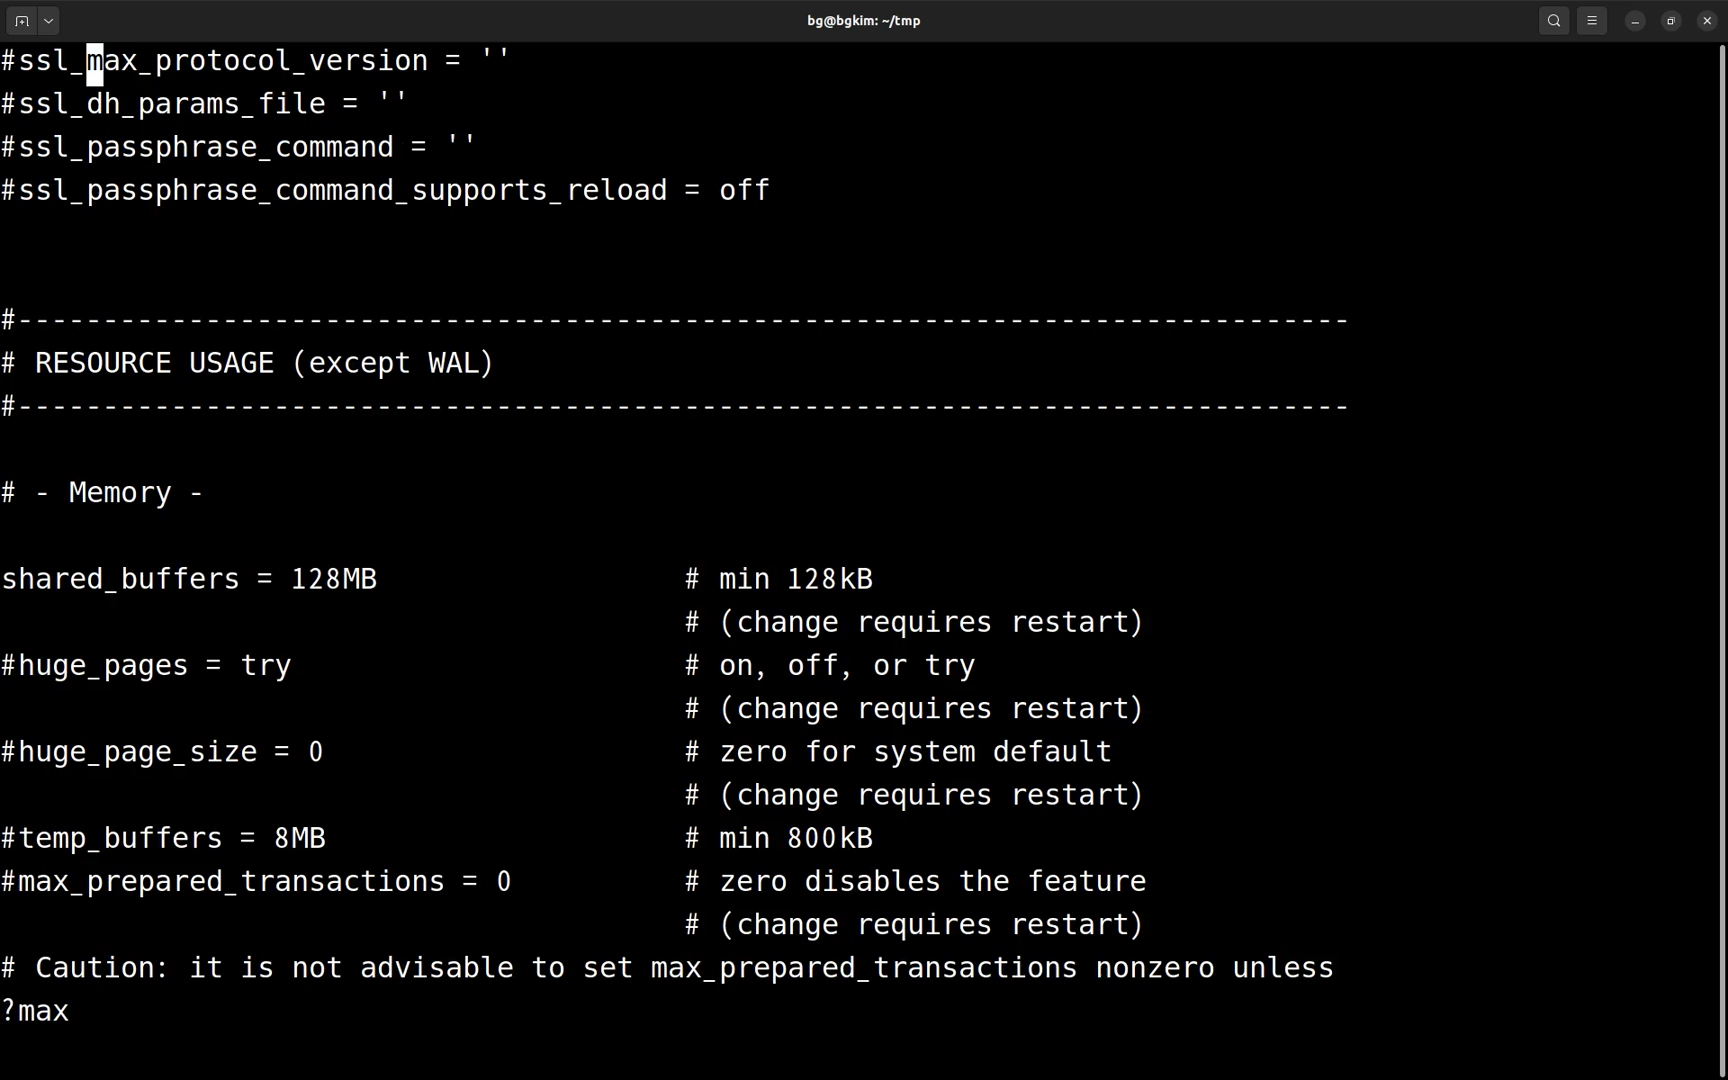 bg@bgkim: ~/tmp
#ssl_max_protocol_version = ''
#ssl_dh_params_file = ''
#ssl_passphrase_command = ''
#ssl_passphrase_command_supports_reload = off
#------------------------------------------------------------------------------
# RESOURCE USAGE (except WAL)
#------------------------------------------------------------------------------
# - Memory -
shared_buffers = 128MB                  # min 128kB
                                        # (change requires restart)
#huge_pages = try                       # on, off, or try
                                        # (change requires restart)
#huge_page_size = 0                     # zero for system default
                                        # (change requires restart)
#temp_buffers = 8MB                     # min 800kB
#max_prepared_transactions = 0          # zero disables the feature
                                        # (change requires restart)
# Caution: it is not advisable to set max_prepared_transactions nonzero unless
?max